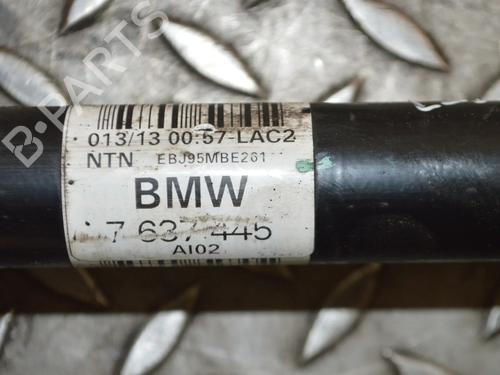 013/13 00:57-LAC2
NTN EBJ95MBE261
BMW
7 637 445
AI02
B-PARTS